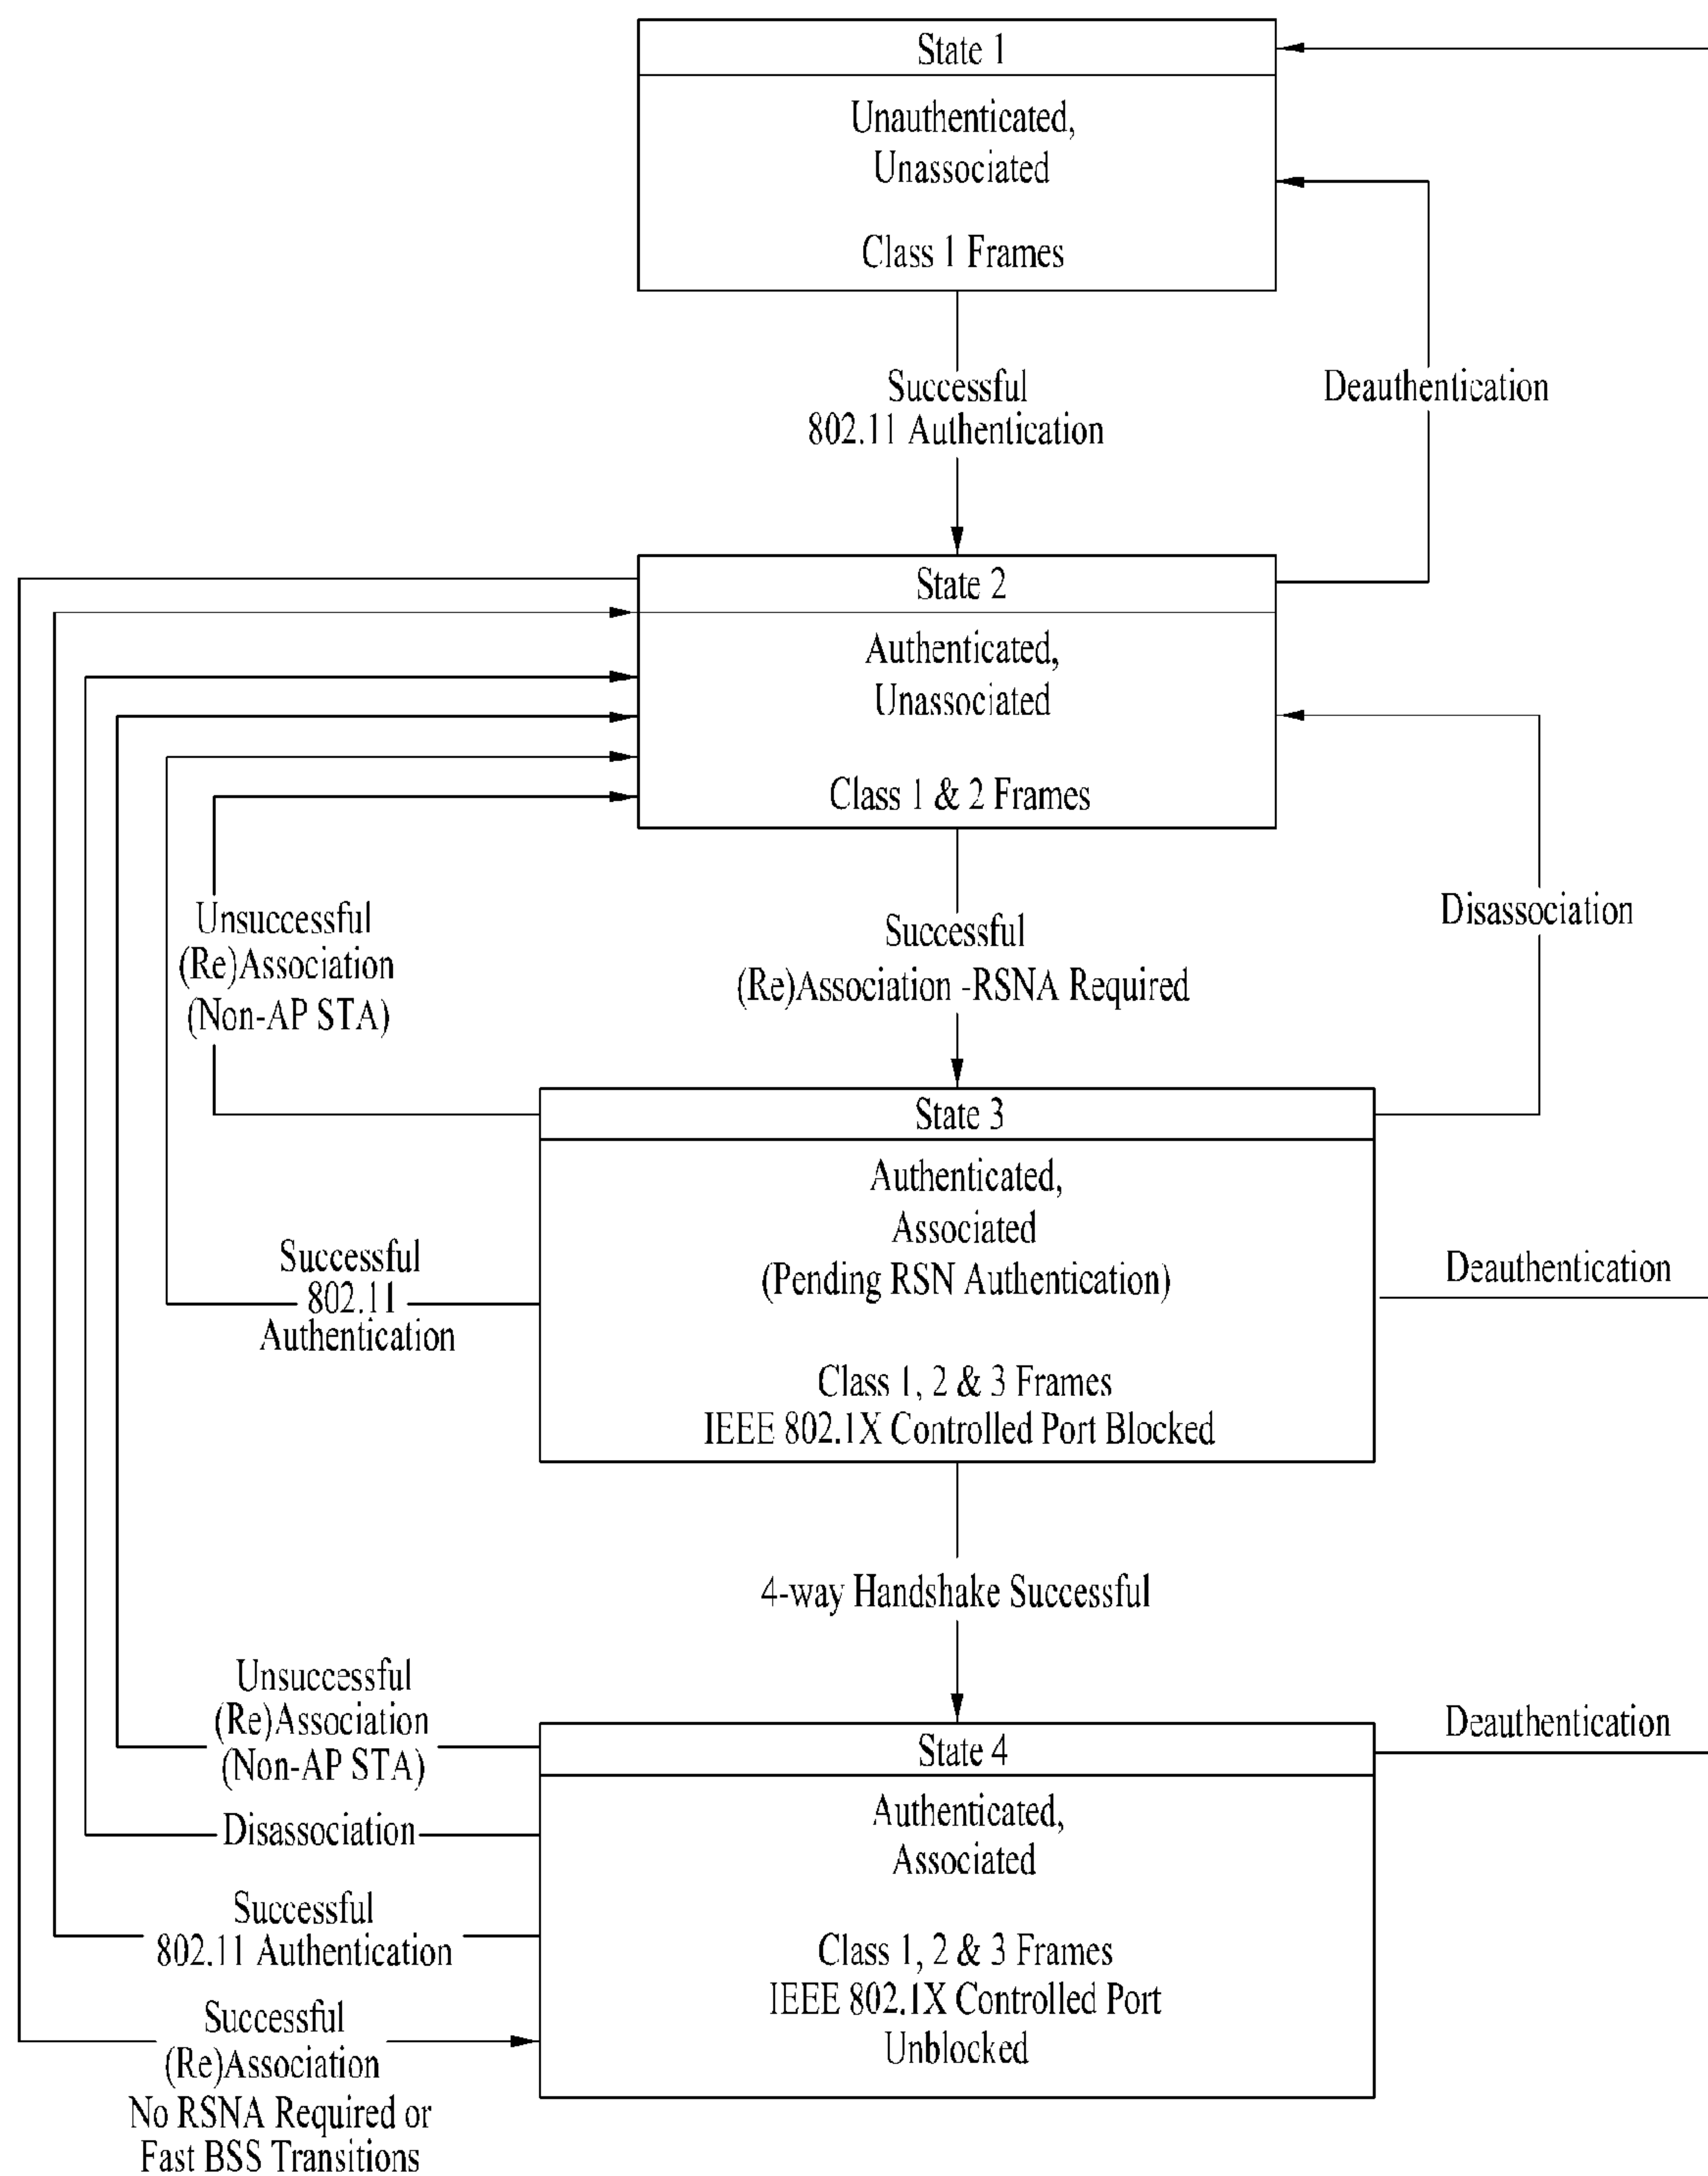 State 1
Unauthenticated,
Unassociated
Class 1 Frames
Successful
802.11 Authentication
Deauthentication
State 2
Authenticated,
Unassociated
Class 1 & 2 Frames
Unsuccessful
(Re)Association
(Non-AP STA)
Successful
(Re)Association -RSNA Required
Disassociation
State 3
Authenticated,
Associated
(Pending RSN Authentication)
Class 1, 2 & 3 Frames
IEEE 802.1X Controlled Port Blocked
Successful
802.11
Authentication
Deauthentication
4-way Handshake Successful
Unsuccessful
(Re)Association
(Non-AP STA)
Disassociation
Successful
802.11 Authentication
Successful
(Re)Association
No RSNA Required or
Fast BSS Transitions
State 4
Authenticated,
Associated
Class 1, 2 & 3 Frames
IEEE 802.1X Controlled Port
Unblocked
Deauthentication